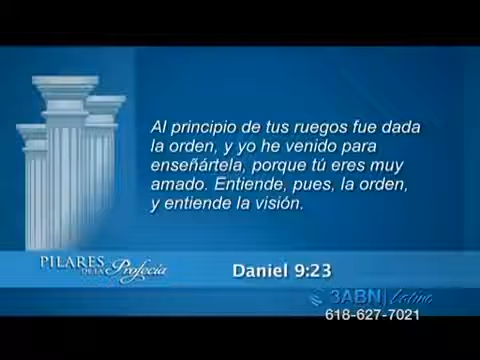 Al principio de tus ruegos fue dada
la orden, y yo he venido para
enseñártela, porque tú eres muy
amado. Entiende, pues, la orden,
y entiende la visión.
PILARES
DE LA Profecía
Daniel 9:23
3ABN Latino
618-627-7021